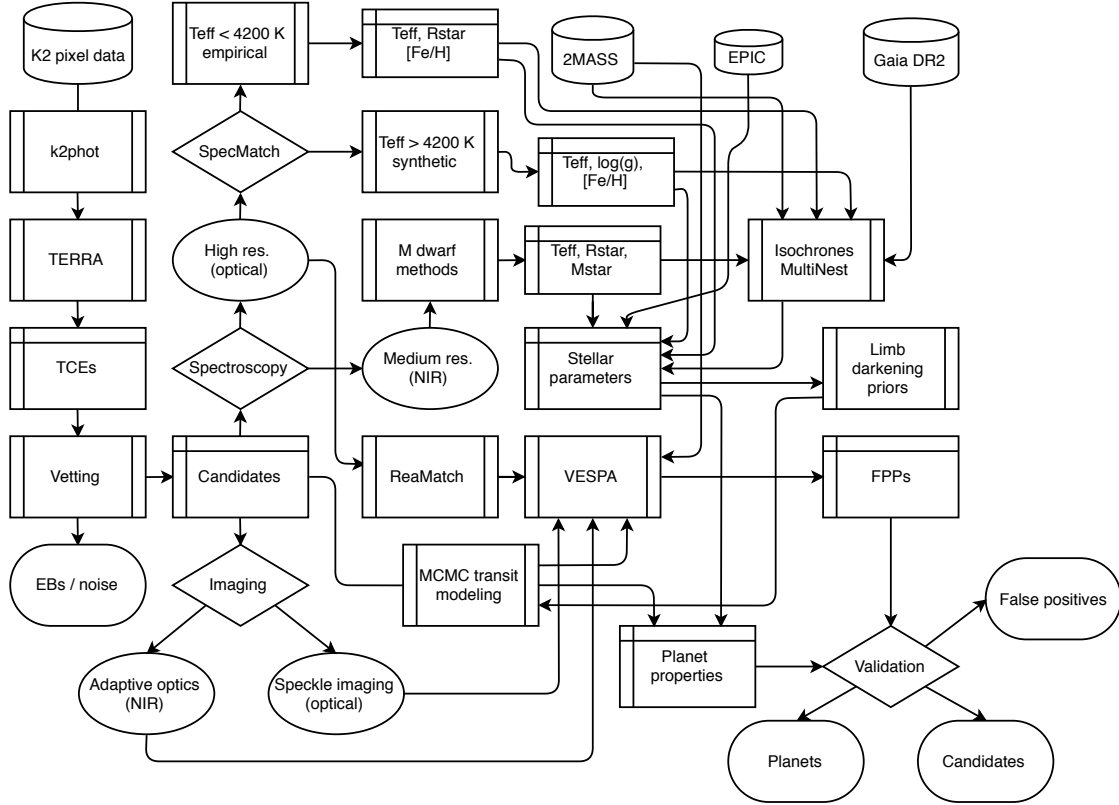 K2 pixel data
Teff < 4200 K
empirical
Teff, Rstar
[Fe/H]
2MASS
EPIC
Gaia DR2
k2phot
SpecMatch
Teff > 4200 K
synthetic
Teff, log(g),
[Fe/H]
TERRA
High res.
(optical)
M dwarf
methods
Teff, Rstar,
Mstar
Isochrones
MultiNest
TCEs
Spectroscopy
Medium res.
(NIR)
Stellar
parameters
Limb
darkening
priors
Vetting
Candidates
ReaMatch
VESPA
FPPs
EBs / noise
Imaging
MCMC transit
modeling
False positives
Adaptive optics
(NIR)
Speckle imaging
(optical)
Planet
properties
Validation
Planets
Candidates